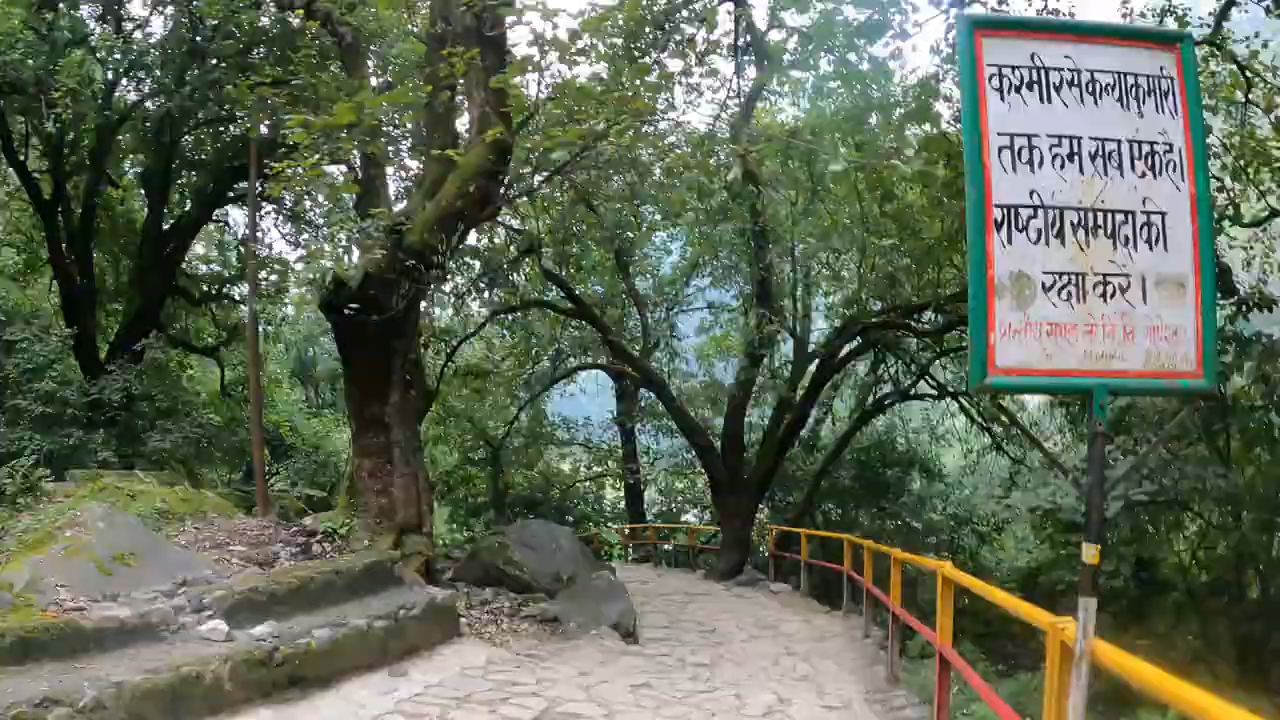 कश्मीर से कन्याकुमारी
तक हम सब एक है।
राष्टीय सम्पदा की
रक्षा करे।